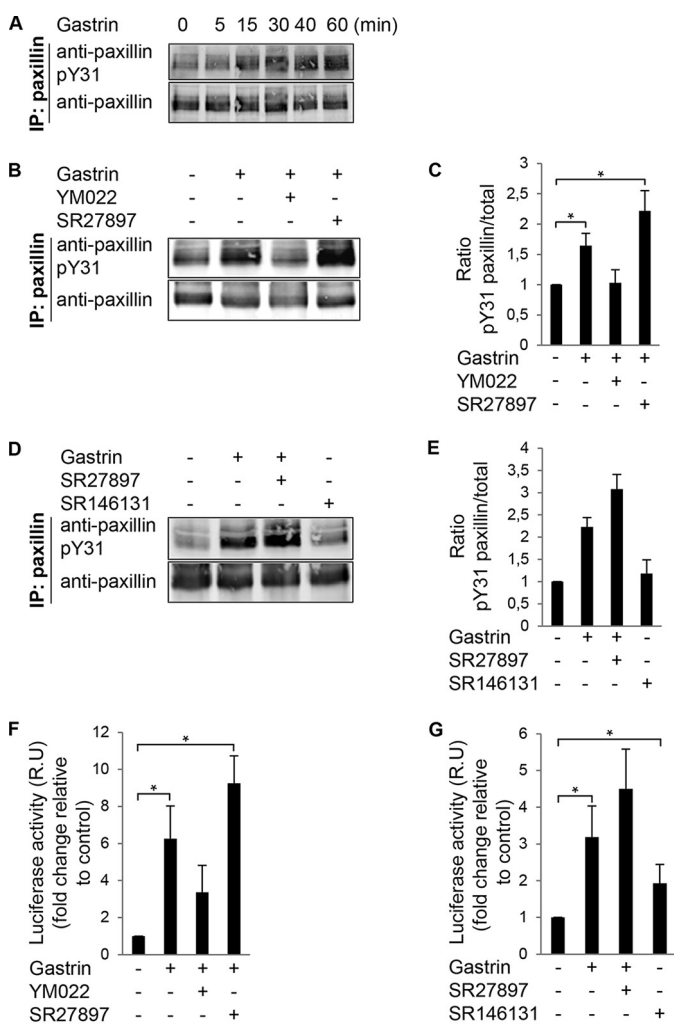 A
Gastrin 0 5 15 30 40 60 (min)
IP: paxillin
anti-paxillin
pY31
anti-paxillin
B
Gastrin - + + +
YM022 - - + -
SR27897 - - - +
IP: paxillin
anti-paxillin
pY31
anti-paxillin
C
Ratio
pY31 paxillin/total
3
2,5
2
1,5
1
0,5
0
*
*
Gastrin - + + +
YM022 - - + -
SR27897 - - - +
D
Gastrin - + + -
SR27897 - - + -
SR146131 - - - +
IP: paxillin
anti-paxillin
pY31
anti-paxillin
E
Ratio
pY31 paxillin/total
4
3,5
3
2,5
2
1,5
1
0,5
0
Gastrin - + + -
SR27897 - - + -
SR146131 - - - +
F
Luciferase activity (R.U)
(fold change relative
to control)
12
10
8
6
4
2
0
*
*
Gastrin - + + +
YM022 - - + -
SR27897 - - - +
G
Luciferase activity (R.U)
(fold change relative
to control)
6
5
4
3
2
1
0
*
*
Gastrin - + + -
SR27897 - - + -
SR146131 - - - +